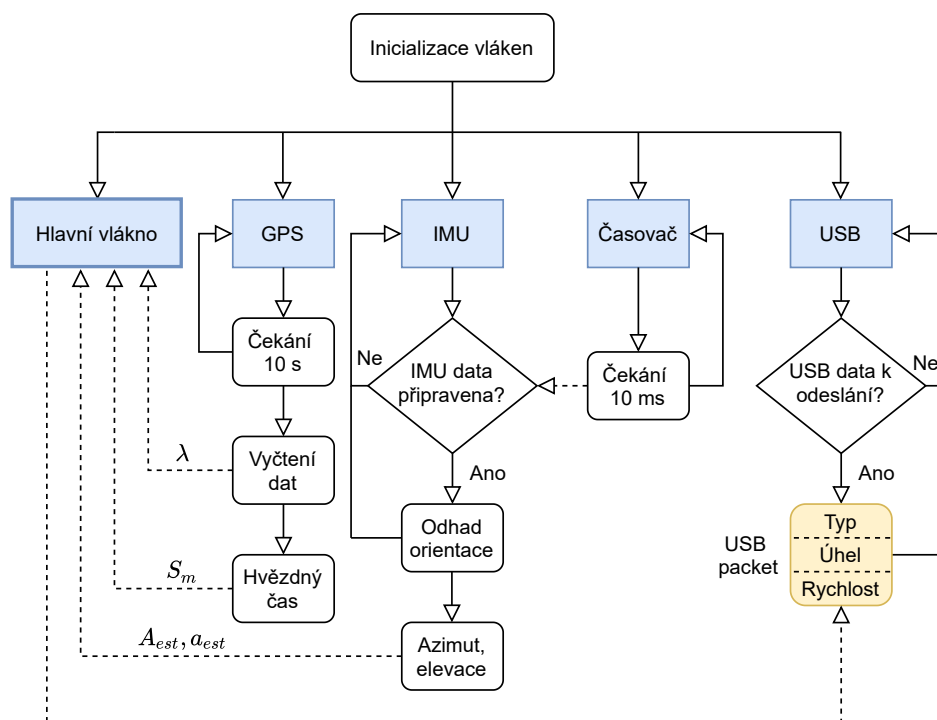 Inicializace vláken
Hlavní vlákno
GPS
IMU
Časovač
USB
Čekání
10 s
Ne
IMU data
připravena?
Čekání
10 ms
USB data k
odeslání?
Ne
λ
Vyčtení
dat
Ano
Ano
Odhad
orientace
USB
packet
Typ
Úhel
Rychlost
S_m
Hvězdný
čas
A_est, a_est
Azimut,
elevace